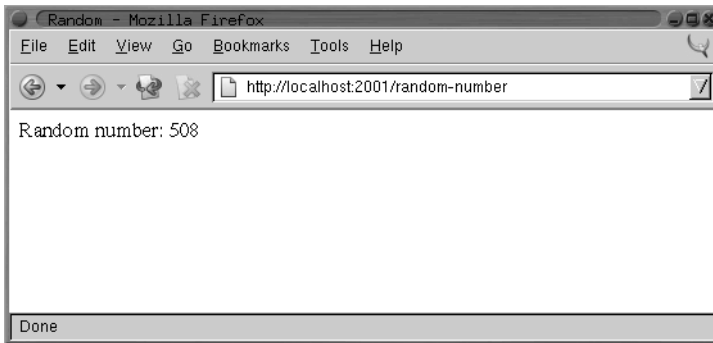 Random - Mozilla Firefox
File Edit View Go Bookmarks Tools Help
http://localhost:2001/random-number
Random number: 508
Done